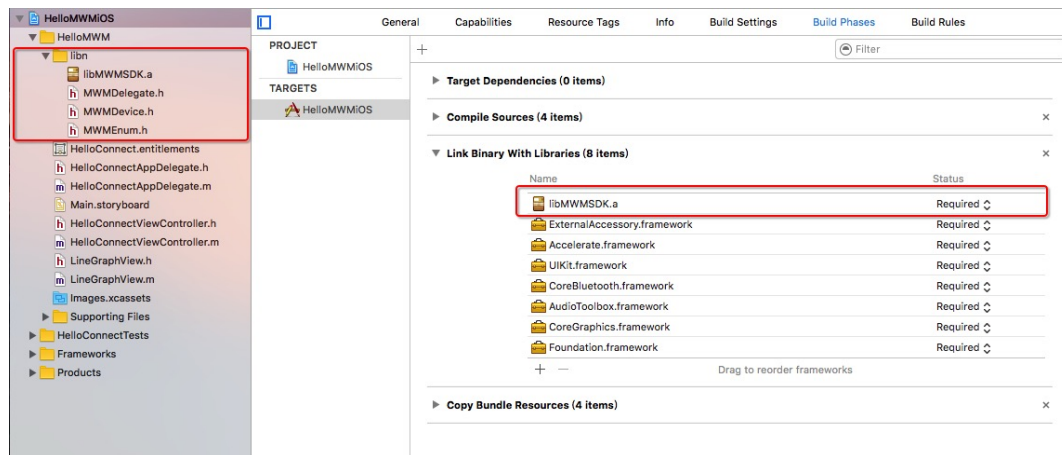 HelloMWMiOS
HelloMWM
libn
libMWMSDK.a
MWMDelegate.h
MWMDevice.h
MWMEnum.h
HelloConnect.entitlements
HelloConnectAppDelegate.h
HelloConnectAppDelegate.m
Main.storyboard
HelloConnectViewController.h
HelloConnectViewController.m
LineGraphView.h
LineGraphView.m
Images.xcassets
Supporting Files
HelloConnectTests
Frameworks
Products
General Capabilities Resource Tags Info Build Settings Build Phases Build Rules
PROJECT
HelloMWMiOS
TARGETS
HelloMWMiOS
Filter
Target Dependencies (0 items)
Compile Sources (4 items)
Link Binary With Libraries (8 items)
Name Status
libMWMSDK.a Required
ExternalAccessory.framework Required
Accelerate.framework Required
UIKit.framework Required
CoreBluetooth.framework Required
AudioToolbox.framework Required
CoreGraphics.framework Required
Foundation.framework Required
Drag to reorder frameworks
Copy Bundle Resources (4 items)